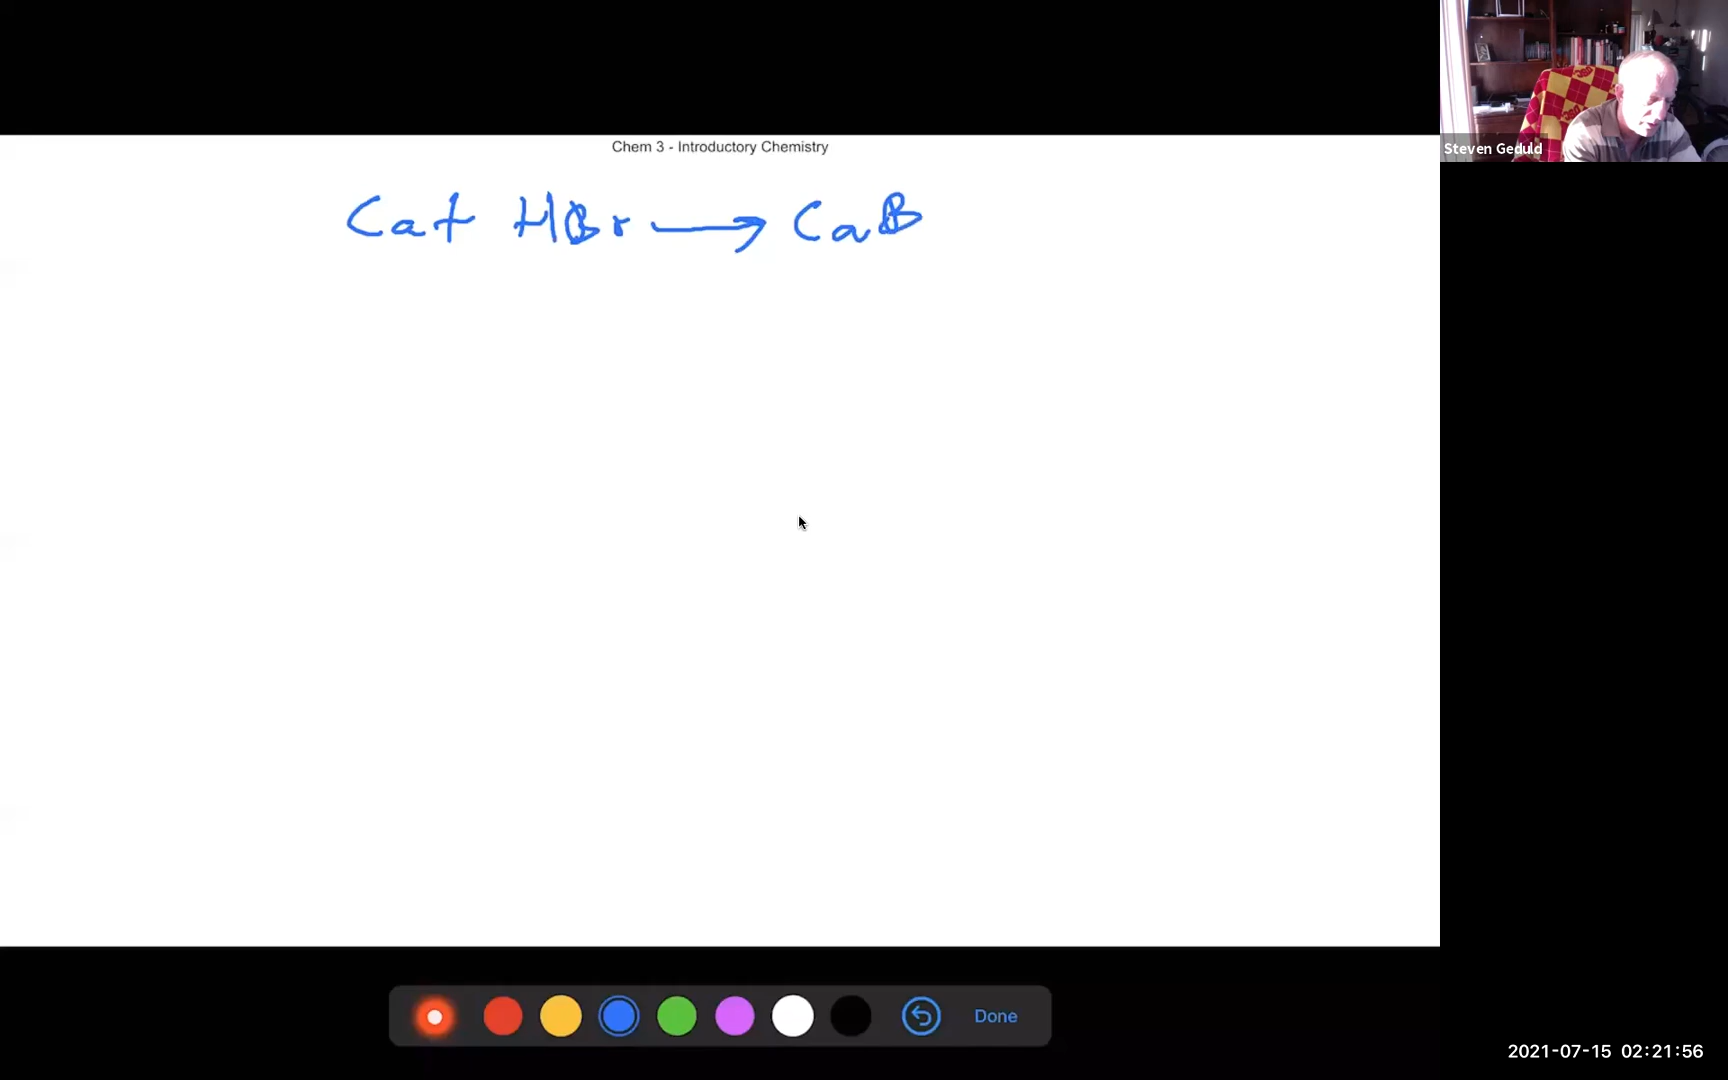 Steven Geduld
Chem 3 - Introductory Chemistry
Ca + HBr ⟶ CaB
Done
2021-07-15 02:21:56